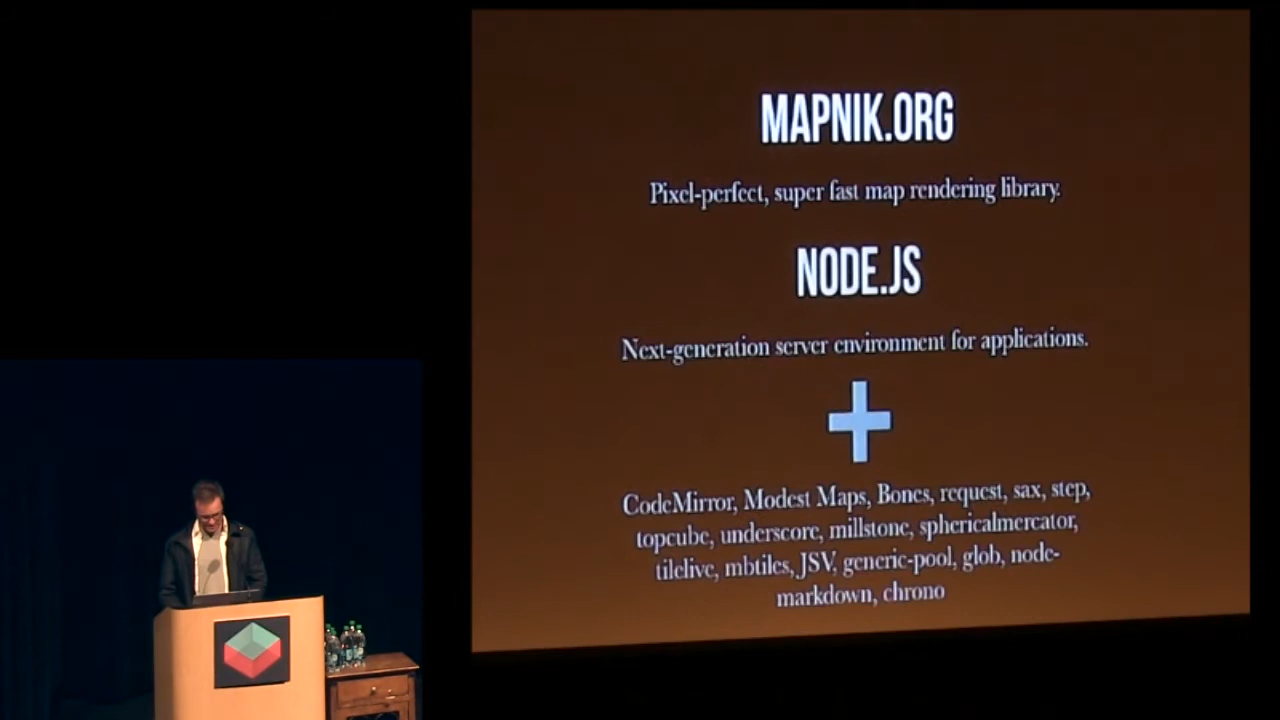 MAPNIK.ORG
Pixel-perfect, super fast map rendering library.
NODE.JS
Next-generation server environment for applications.
+
CodeMirror, Modest Maps, Bones, request, sax, step,
topcube, underscore, millstone, sphericalmercator,
tilelive, mbtiles, JSV, generic-pool, glob, node-
markdown, chrono